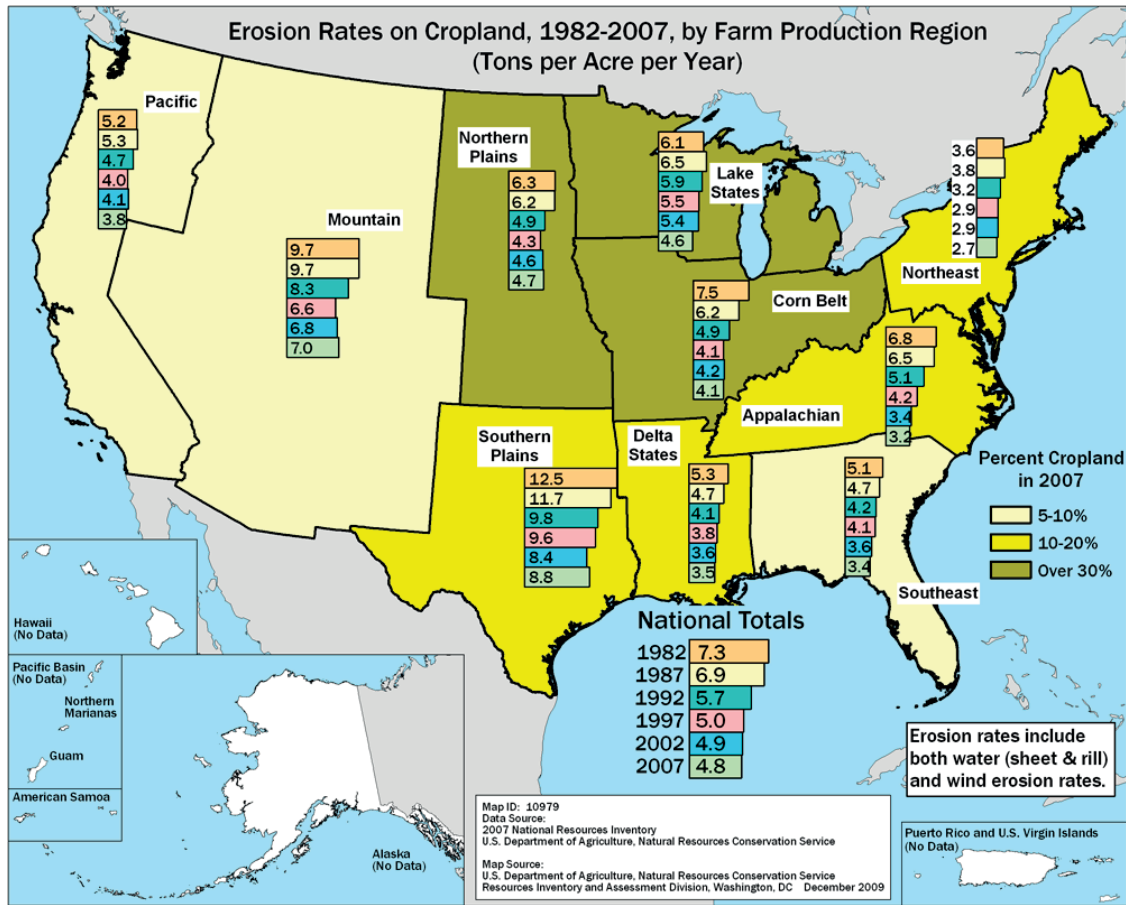 Erosion Rates on Cropland, 1982-2007, by Farm Production Region
(Tons per Acre per Year)
Pacific
5.2
5.3
4.7
4.0
4.1
3.8
Mountain
9.7
9.7
8.3
6.6
6.8
7.0
Northern
Plains
6.3
6.2
4.9
4.3
4.6
4.7
Lake
States
6.1
6.5
5.9
5.5
5.4
4.6
3.6
3.8
3.2
2.9
2.9
2.7
Northeast
Corn Belt
7.5
6.2
4.9
4.1
4.2
4.1
6.8
6.5
5.1
4.2
3.4
3.2
Appalachian
Southern
Plains
12.5
11.7
9.8
9.6
8.4
8.8
Delta
States
5.3
4.7
4.1
3.8
3.6
3.5
5.1
4.7
4.2
4.1
3.6
3.4
Southeast
Percent Cropland
in 2007
5-10%
10-20%
Over 30%
National Totals
1982 7.3
1987 6.9
1992 5.7
1997 5.0
2002 4.9
2007 4.8
Hawaii
(No Data)
Pacific Basin
(No Data)
Northern
Marianas
Guam
American Samoa
Alaska
(No Data)
Map ID: 10979
Data Source:
2007 National Resources Inventory
U.S. Department of Agriculture, Natural Resources Conservation Service
Map Source:
U.S. Department of Agriculture, Natural Resources Conservation Service
Resources Inventory and Assessment Division, Washington, DC December 2009
Erosion rates include
both water (sheet & rill)
and wind erosion rates.
Puerto Rico and U.S. Virgin Islands
(No Data)